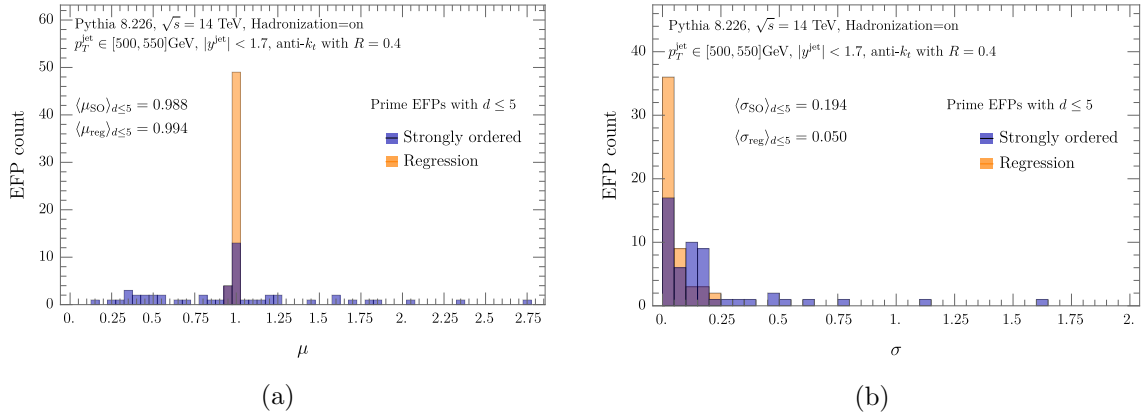 Pythia 8.226, √s = 14 TeV, Hadronization=on
p_T^jet ∈ [500, 550]GeV, |y^jet| < 1.7, anti-k_t with R = 0.4
⟨μ_SO⟩_d≤5 = 0.988
⟨μ_reg⟩_d≤5 = 0.994
Prime EFPs with d ≤ 5
Strongly ordered
Regression
EFP count
60
50
40
30
20
10
0
0. 0.25 0.5 0.75 1. 1.25 1.5 1.75 2. 2.25 2.5 2.75
μ
(a)
Pythia 8.226, √s = 14 TeV, Hadronization=on
p_T^jet ∈ [500, 550]GeV, |y^jet| < 1.7, anti-k_t with R = 0.4
⟨σ_SO⟩_d≤5 = 0.194
⟨σ_reg⟩_d≤5 = 0.050
Prime EFPs with d ≤ 5
Strongly ordered
Regression
EFP count
40
30
20
10
0
0. 0.25 0.5 0.75 1. 1.25 1.5 1.75 2.
σ
(b)